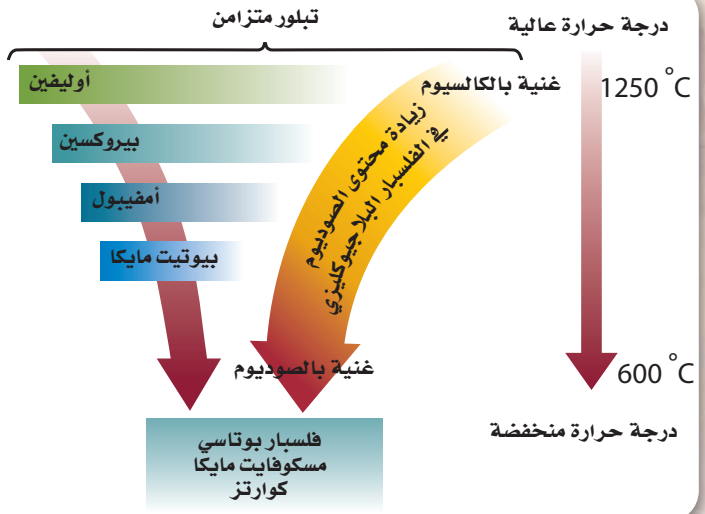 درجة حرارة عالية
تبلور متزامن
1250 °C
غنية بالكالسيوم
أوليفين
زيادة محتوى الصوديوم
في الفلسبار البلاجيوكليزي
بيروكسين
أمفيبول
بيوتيت مايكا
غنية بالصوديوم
600 °C
درجة حرارة منخفضة
فلسبار بوتاسي
مسكوفايت مايكا
كوارتز